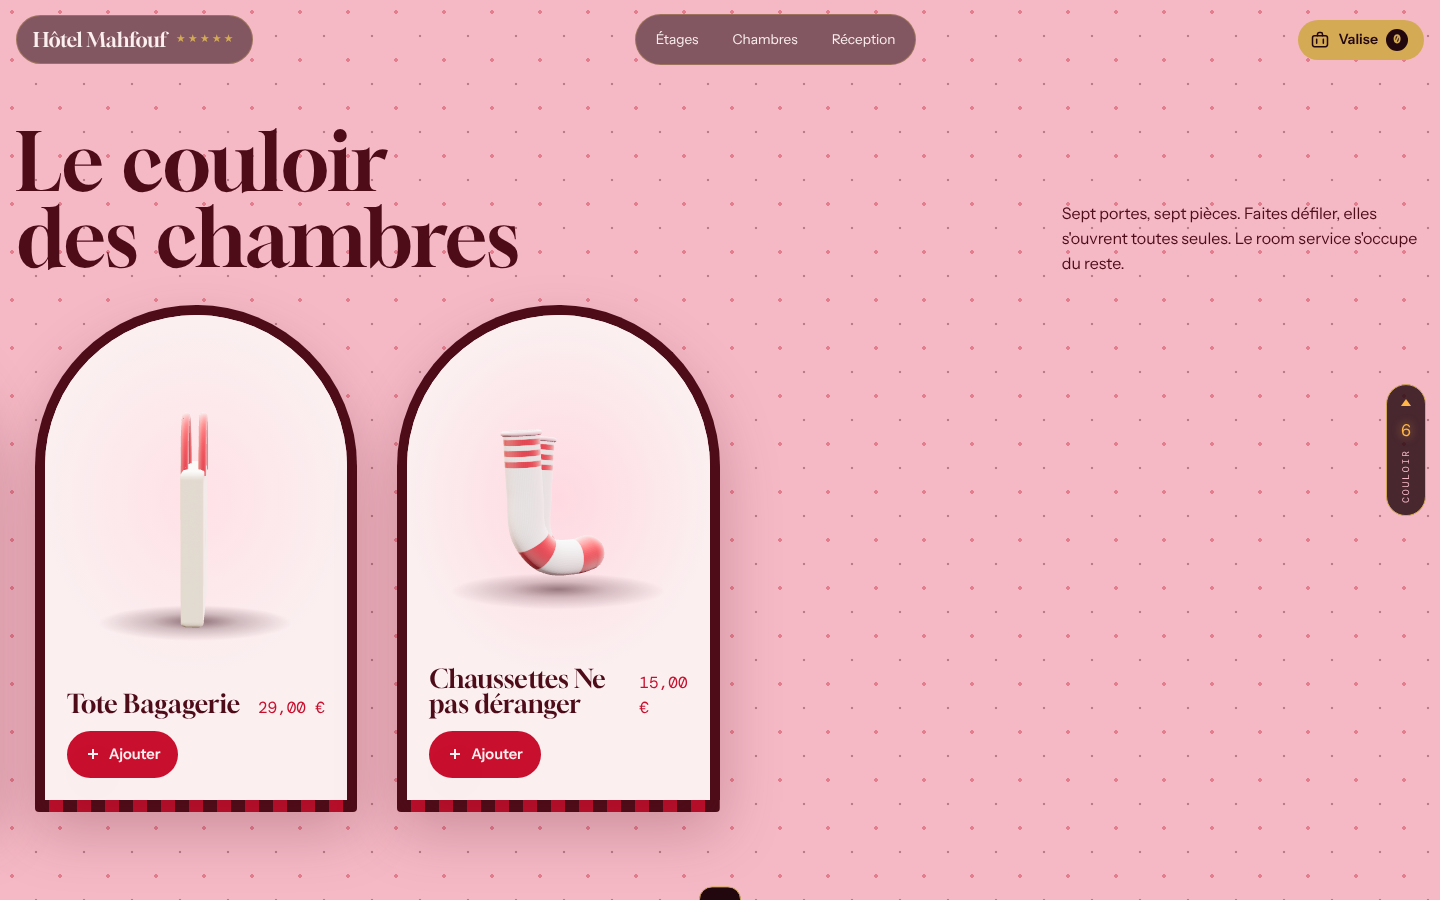 Hôtel Mahfouf ★★★★★
Étages Chambres Réception
Valise 0
Le couloir
des chambres
Sept portes, sept pièces. Faites défiler, elles
s'ouvrent toutes seules. Le room service s'occupe
du reste.
6
COULOIR
Tote Bagagerie 29,00 €
+ Ajouter
Chaussettes Ne
pas déranger
15,00
€
+ Ajouter